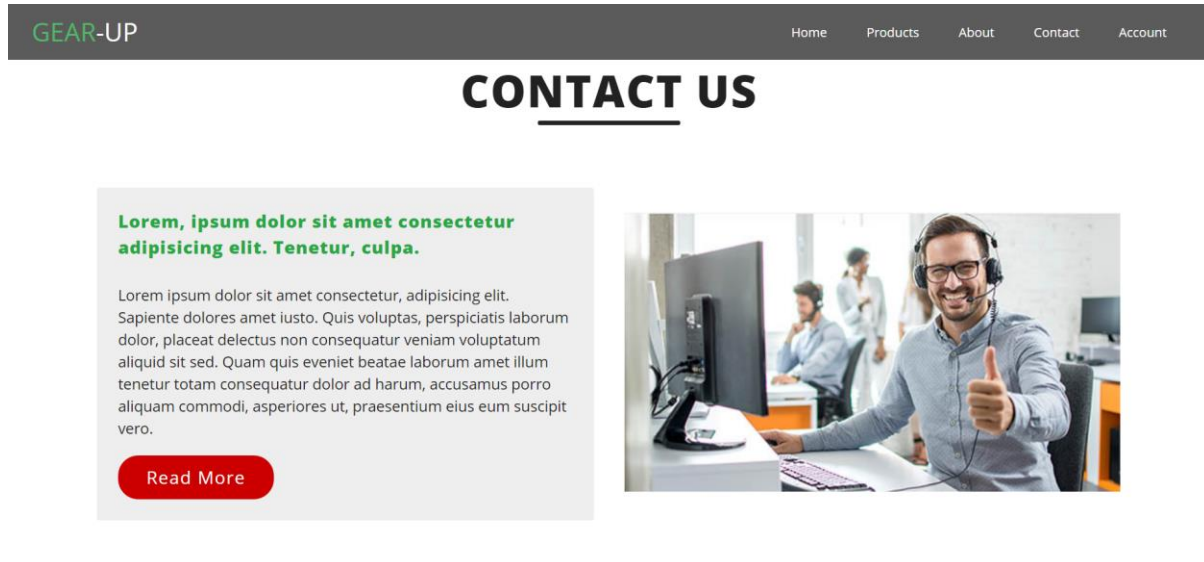 GEAR-UP
Home Products About Contact Account
CONTACT US
Lorem, ipsum dolor sit amet consectetur
adipisicing elit. Tenetur, culpa.
Lorem ipsum dolor sit amet consectetur, adipisicing elit.
Sapiente dolores amet iusto. Quis voluptas, perspiciatis laborum
dolor, placeat delectus non consequatur veniam voluptatum
aliquid sit sed. Quam quis eveniet beatae laborum amet illum
tenetur totam consequatur dolor ad harum, accusamus porro
aliquam commodi, asperiores ut, praesentium eius eum suscipit
vero.
Read More